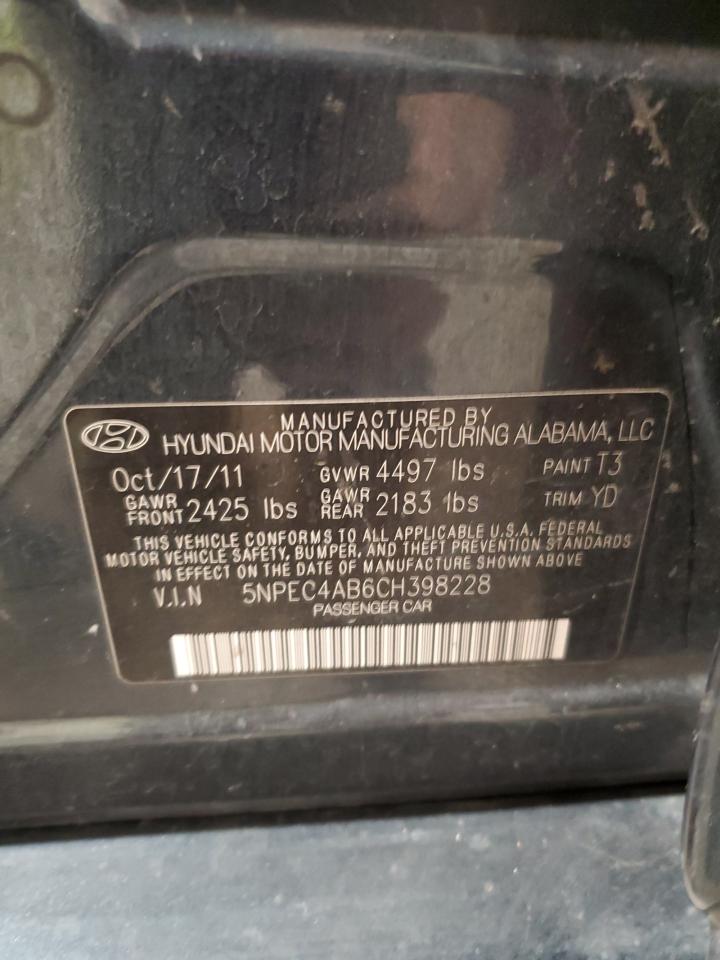 MANUFACTURED BY
HYUNDAI MOTOR MANUFACTURING ALABAMA, LLC
Oct/17/11 GVWR 4497 lbs PAINT T3
GAWR FRONT 2425 lbs GAWR REAR 2183 lbs TRIM YD
THIS VEHICLE CONFORMS TO ALL APPLICABLE U.S.A. FEDERAL
MOTOR VEHICLE SAFETY, BUMPER, AND THEFT PREVENTION STANDARDS
IN EFFECT ON THE DATE OF MANUFACTURE SHOWN ABOVE
V.I.N 5NPEC4AB6CH398228
PASSENGER CAR